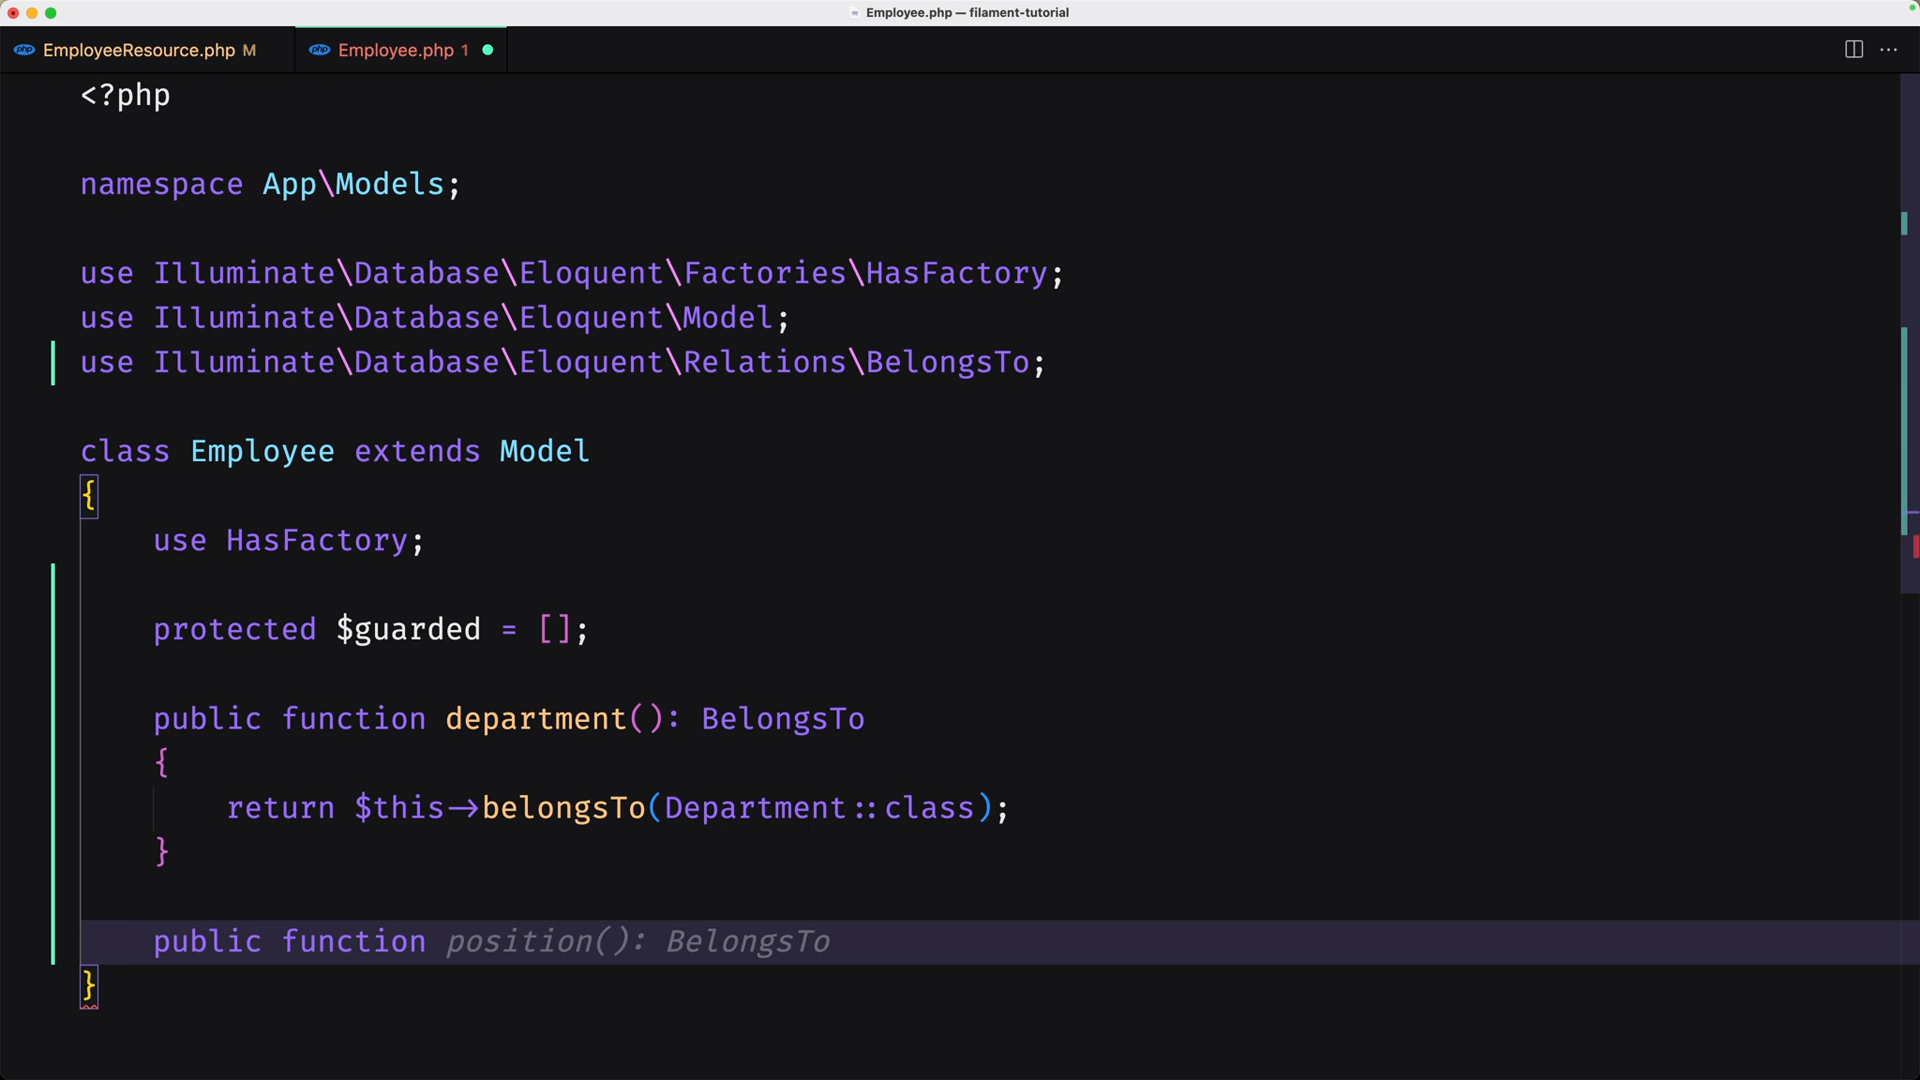 Employee.php — filament-tutorial
php EmployeeResource.php M
php Employee.php 1
<?php
namespace App\Models;
use Illuminate\Database\Eloquent\Factories\HasFactory;
use Illuminate\Database\Eloquent\Model;
use Illuminate\Database\Eloquent\Relations\BelongsTo;
class Employee extends Model
{
use HasFactory;
protected $guarded = [];
public function department(): BelongsTo
{
return $this->belongsTo(Department::class);
}
public function position(): BelongsTo
}